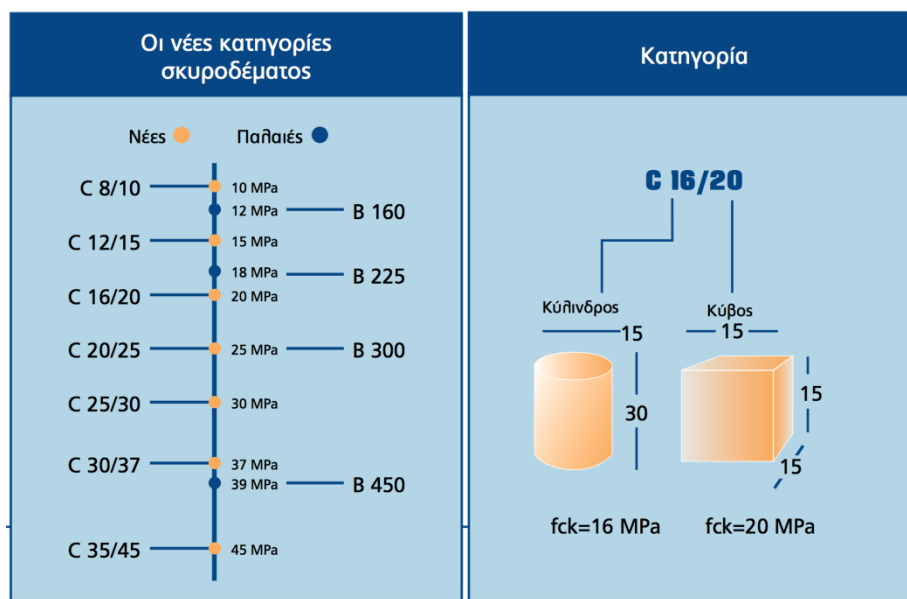 Οι νέες κατηγορίες
σκυροδέματος
Νέες
Παλαιές
C 8/10
10 MPa
12 MPa
B 160
C 12/15
15 MPa
18 MPa
B 225
C 16/20
20 MPa
C 20/25
25 MPa
B 300
C 25/30
30 MPa
C 30/37
37 MPa
39 MPa
B 450
C 35/45
45 MPa
Κατηγορία
C 16/20
Κύλινδρος
15
30
fck=16 MPa
Κύβος
15
15
15
fck=20 MPa